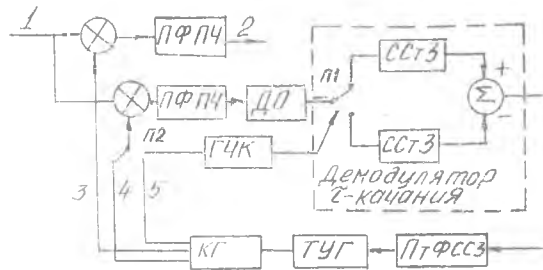 1
ПФПЧ
2
ПФПЧ
ДП
П1
ССтЗ
+
Σ
−
ССтЗ
П2
ГЧК
Демодулятор
τ-качания
3
4
5
КГ
ТУГ
ПтФССЗ